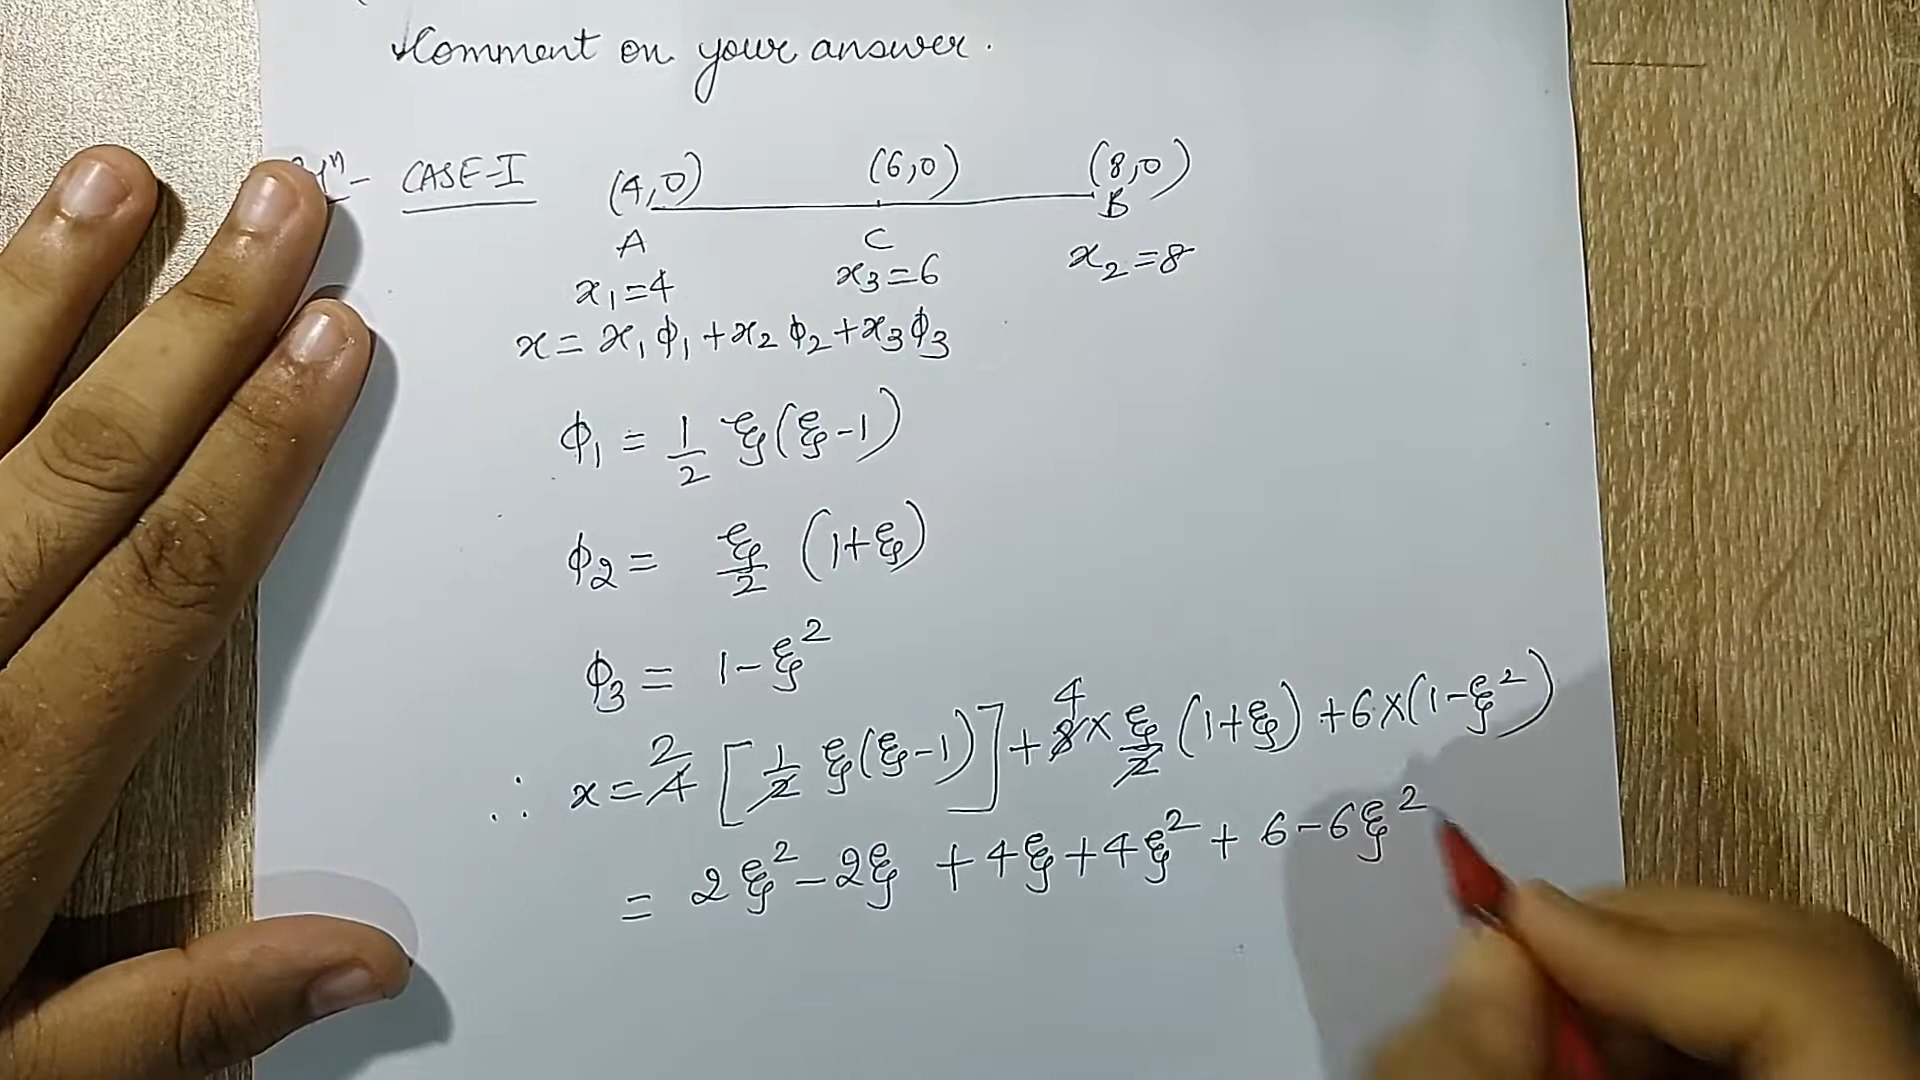 Comment on your answer.
CASE-I (4,0) (6,0) (8,0)
A C B
x₁=4 x₃=6 x₂=8
x = x₁ϕ₁ + x₂ϕ₂ + x₃ϕ₃
ϕ₁ = 1/2 ξ(ξ-1)
ϕ₂ = ξ/2 (1+ξ)
ϕ₃ = 1-ξ²
2 4
∴ x = 4 [1/2 ξ(ξ-1)] + 8 × ξ/2 (1+ξ) + 6×(1-ξ²)
= 2ξ² - 2ξ + 4ξ + 4ξ² + 6 - 6ξ²